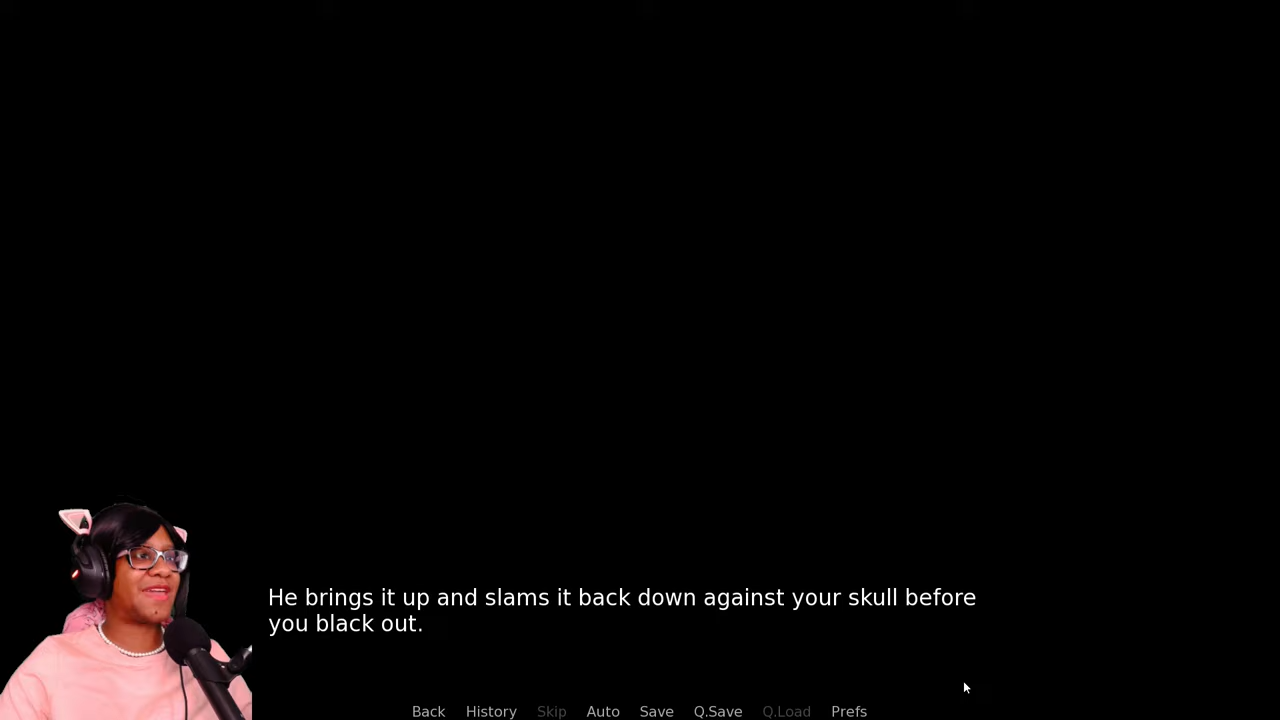 He brings it up and slams it back down against your skull before
you black out.
Back History Skip Auto Save Q.Save Q.Load Prefs